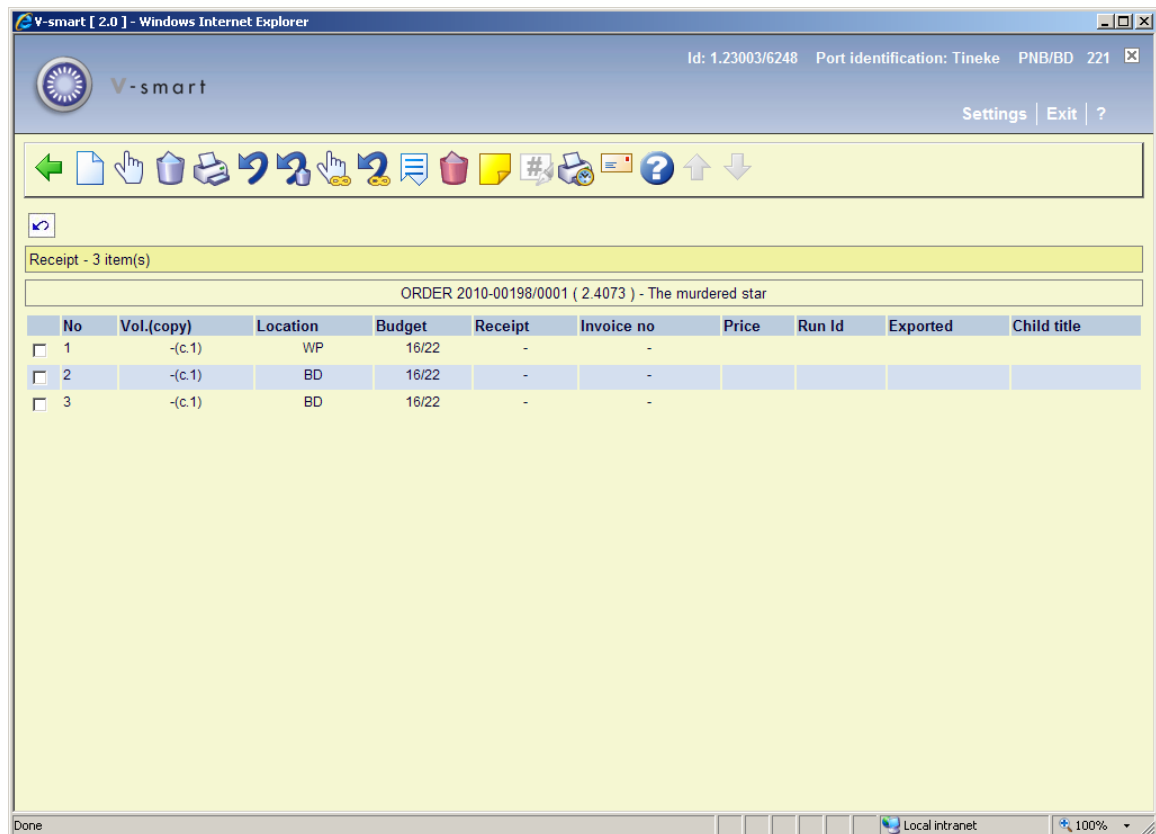 V-smart [ 2.0 ] - Windows Internet Explorer
Id: 1.23003/6248 Port identification: Tineke PNB/BD 221
V-smart
Settings Exit ?
#
?
Receipt - 3 item(s)
ORDER 2010-00198/0001 ( 2.4073 ) - The murdered star
No Vol.(copy) Location Budget Receipt Invoice no Price Run Id Exported Child title
1 -(c.1) WP 16/22 - -
2 -(c.1) BD 16/22 - -
3 -(c.1) BD 16/22 - -
Done Local intranet 100%